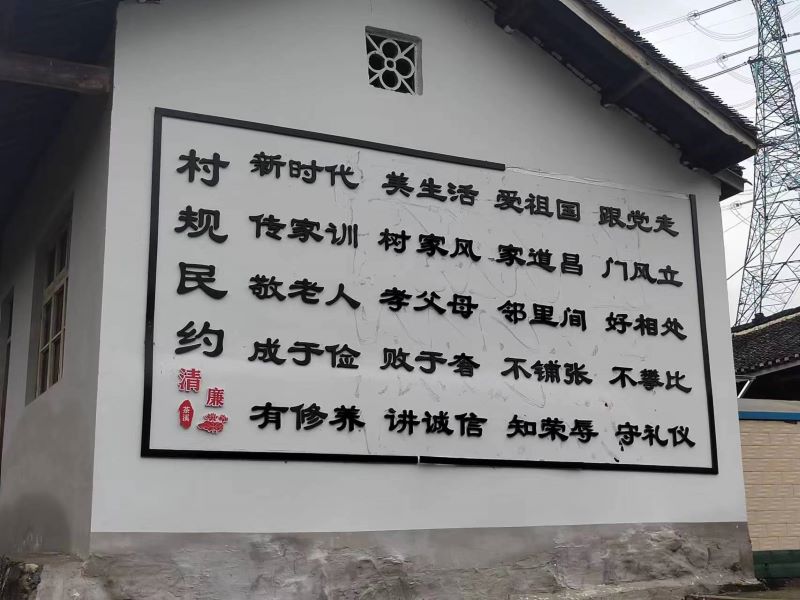 村规民约
新时代 美生活 爱祖国 跟党走
传家训 树家风 家道昌 门风立
敬老人 孝父母 邻里间 好相处
成于俭 败于奢 不铺张 不攀比
有修养 讲诚信 知荣辱 守礼仪
清廉
茶溪